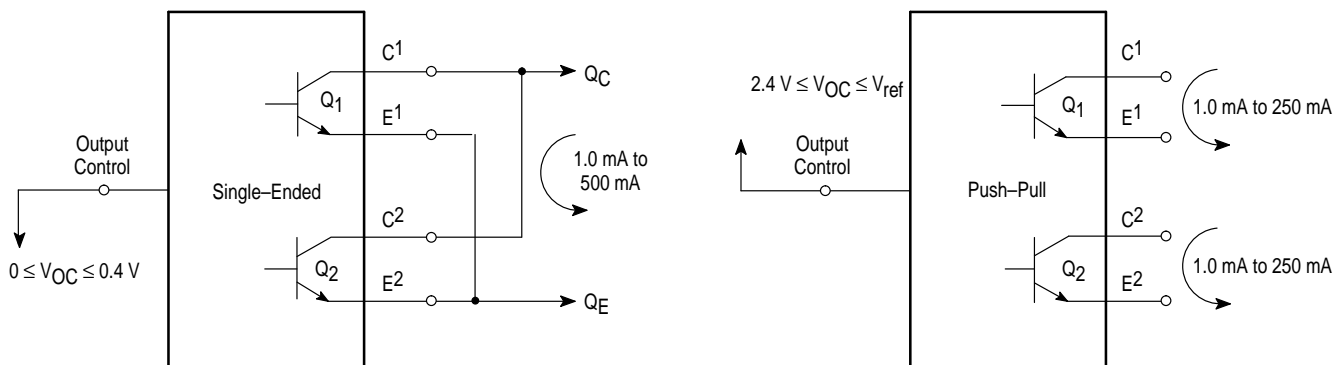 C1
Q1
E1
QC
Output
Control
Single–Ended
1.0 mA to
500 mA
C2
Q2
E2
QE
0 ≤ VOC ≤ 0.4 V
2.4 V ≤ VOC ≤ Vref
C1
Q1
E1
1.0 mA to 250 mA
Output
Control
Push–Pull
C2
Q2
E2
1.0 mA to 250 mA